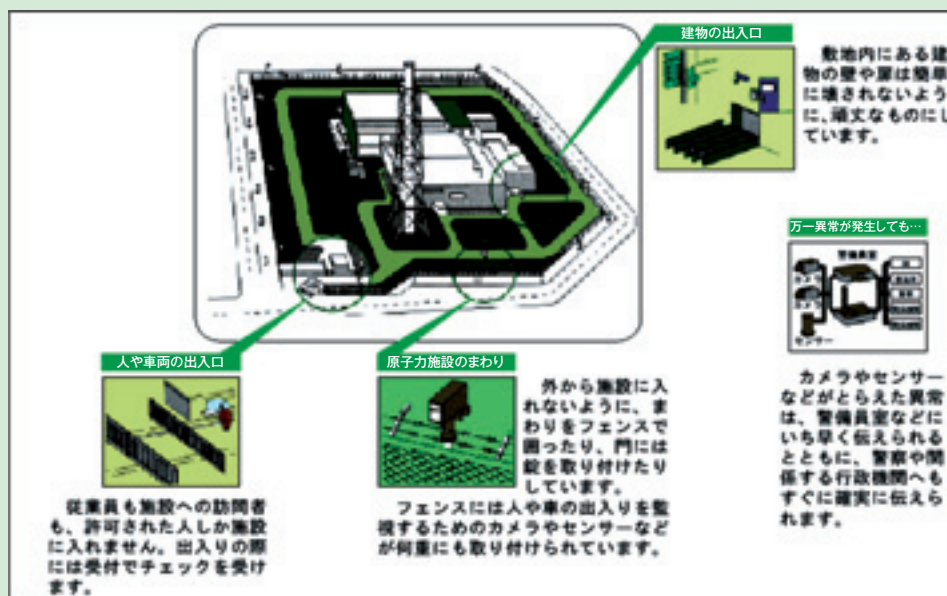 建物の出入口
敷地内にある建
物の壁や扉は簡単
に壊されないよう
に、頑丈なものにし
ています。
万一異常が発生しても…
警備員室
カメラ
センサー
カメラやセンサー
などがとらえた異常
は、警備員室などに
いち早く伝えられる
とともに、警察や関
係する行政機関へも
すぐに確実に伝えら
れます。
人や車両の出入口
従業員も施設への訪問者
も、許可された人しか施設
に入れません。出入りの際
には受付でチェックを受け
ます。
原子力施設のまわり
外から施設に入
れないように、ま
わりをフェンスで
囲ったり、門には
錠を取り付けたり
しています。
フェンスには人や車の出入りを監
視するためのカメラやセンサーなど
が何重にも取り付けられています。